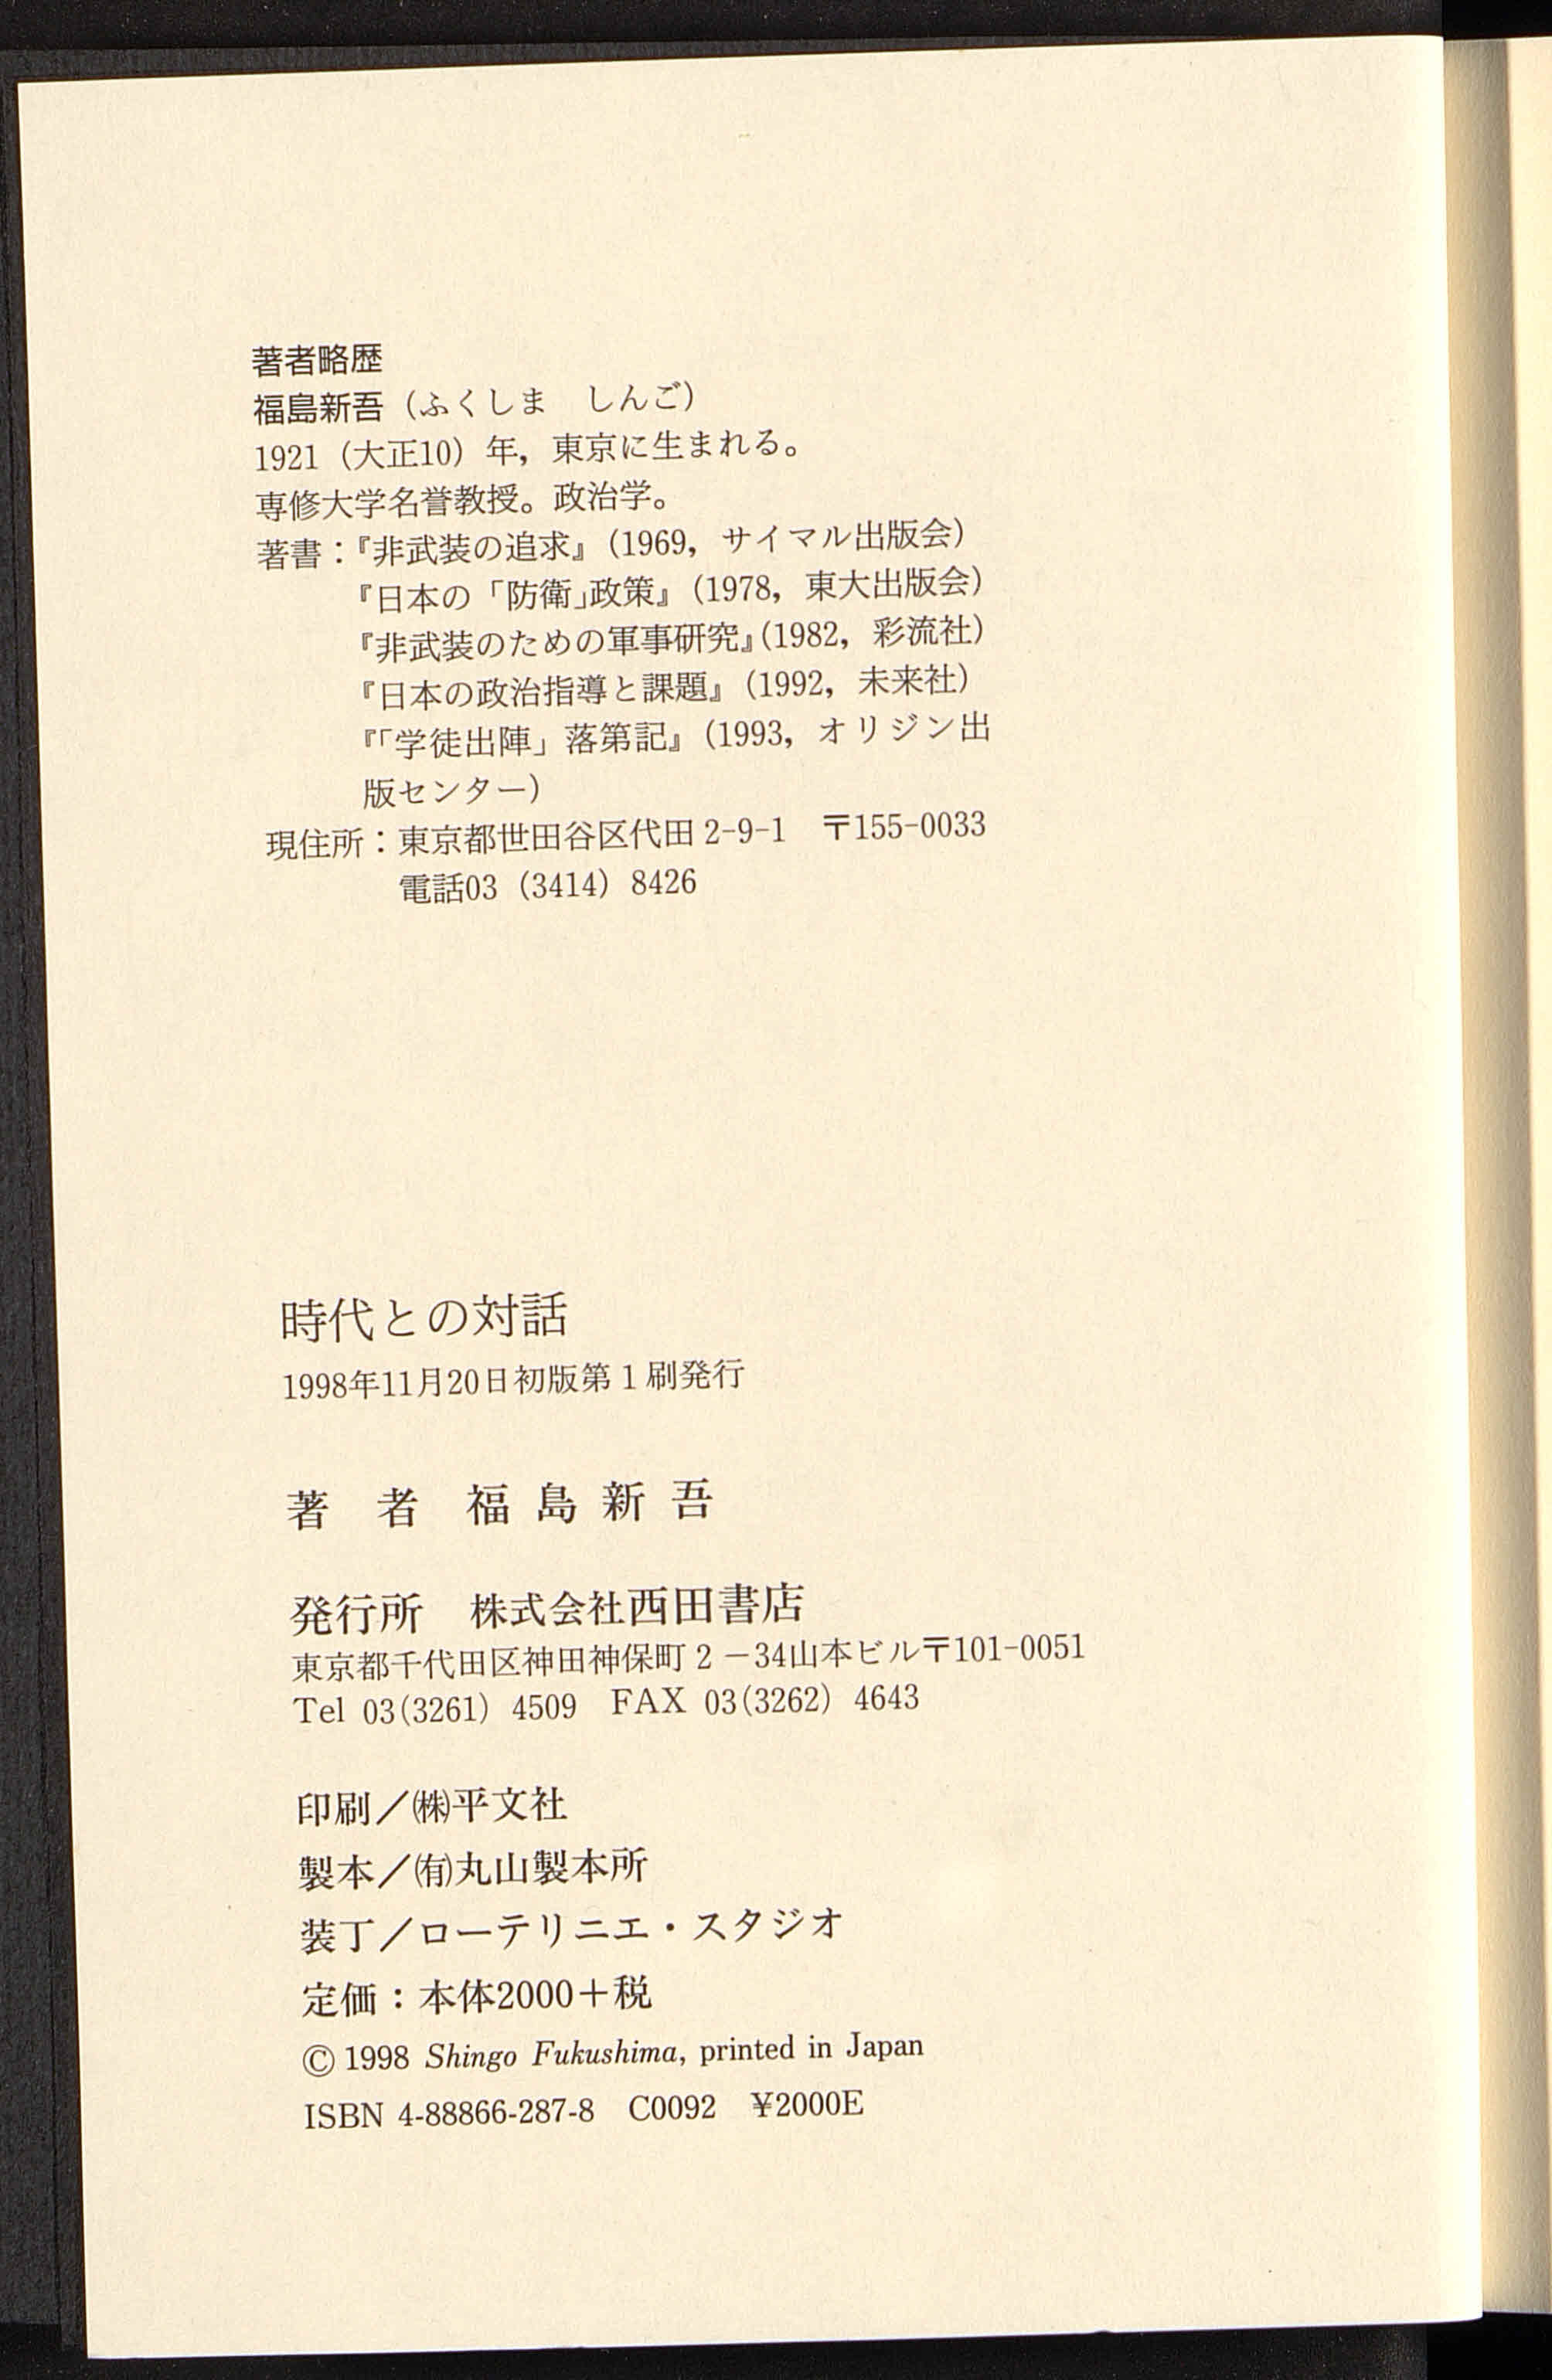 著者略歴
福島新吾（ふくしま　しんご）
1921（大正10）年，東京に生まれる。
専修大学名誉教授。政治学。
著書：『非武装の追求』（1969，サイマル出版会）
『日本の「防衛」政策』（1978，東大出版会）
『非武装のための軍事研究』（1982，彩流社）
『日本の政治指導と課題』（1992，未来社）
『「学徒出陣」落第記』（1993，オリジン出
版センター）
現住所：東京都世田谷区代田2-9-1　〒155-0033
電話03（3414）8426
時代との対話
1998年11月20日初版第1刷発行
著　者　福島新吾
発行所　株式会社西田書店
東京都千代田区神田神保町2－34山本ビル〒101-0051
Tel 03(3261) 4509　FAX 03(3262) 4643
印刷／㈱平文社
製本／㈲丸山製本所
装丁／ローテリニエ・スタジオ
定価：本体2000＋税
© 1998 Shingo Fukushima, printed in Japan
ISBN 4-88866-287-8　C0092　¥2000E